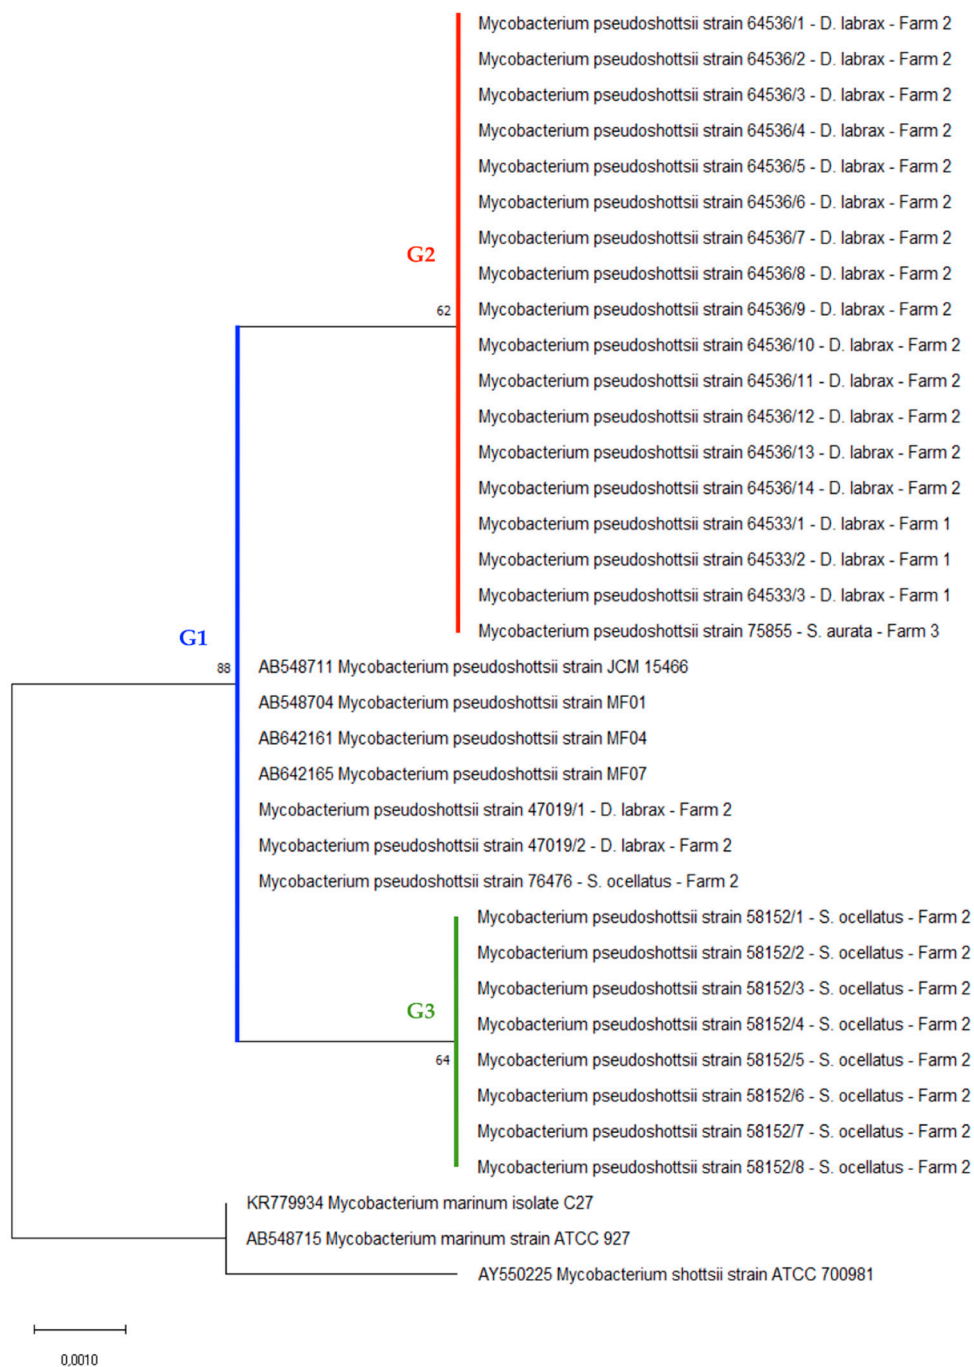 Mycobacterium pseudoshottsii strain 64536/1 - D. labrax - Farm 2
Mycobacterium pseudoshottsii strain 64536/2 - D. labrax - Farm 2
Mycobacterium pseudoshottsii strain 64536/3 - D. labrax - Farm 2
Mycobacterium pseudoshottsii strain 64536/4 - D. labrax - Farm 2
Mycobacterium pseudoshottsii strain 64536/5 - D. labrax - Farm 2
Mycobacterium pseudoshottsii strain 64536/6 - D. labrax - Farm 2
Mycobacterium pseudoshottsii strain 64536/7 - D. labrax - Farm 2
G2
Mycobacterium pseudoshottsii strain 64536/8 - D. labrax - Farm 2
62
Mycobacterium pseudoshottsii strain 64536/9 - D. labrax - Farm 2
Mycobacterium pseudoshottsii strain 64536/10 - D. labrax - Farm 2
Mycobacterium pseudoshottsii strain 64536/11 - D. labrax - Farm 2
Mycobacterium pseudoshottsii strain 64536/12 - D. labrax - Farm 2
Mycobacterium pseudoshottsii strain 64536/13 - D. labrax - Farm 2
Mycobacterium pseudoshottsii strain 64536/14 - D. labrax - Farm 2
Mycobacterium pseudoshottsii strain 64533/1 - D. labrax - Farm 1
Mycobacterium pseudoshottsii strain 64533/2 - D. labrax - Farm 1
Mycobacterium pseudoshottsii strain 64533/3 - D. labrax - Farm 1
Mycobacterium pseudoshottsii strain 75855 - S. aurata - Farm 3
G1
88
AB548711 Mycobacterium pseudoshottsii strain JCM 15466
AB548704 Mycobacterium pseudoshottsii strain MF01
AB642161 Mycobacterium pseudoshottsii strain MF04
AB642165 Mycobacterium pseudoshottsii strain MF07
Mycobacterium pseudoshottsii strain 47019/1 - D. labrax - Farm 2
Mycobacterium pseudoshottsii strain 47019/2 - D. labrax - Farm 2
Mycobacterium pseudoshottsii strain 76476 - S. ocellatus - Farm 2
Mycobacterium pseudoshottsii strain 58152/1 - S. ocellatus - Farm 2
Mycobacterium pseudoshottsii strain 58152/2 - S. ocellatus - Farm 2
Mycobacterium pseudoshottsii strain 58152/3 - S. ocellatus - Farm 2
G3
Mycobacterium pseudoshottsii strain 58152/4 - S. ocellatus - Farm 2
64
Mycobacterium pseudoshottsii strain 58152/5 - S. ocellatus - Farm 2
Mycobacterium pseudoshottsii strain 58152/6 - S. ocellatus - Farm 2
Mycobacterium pseudoshottsii strain 58152/7 - S. ocellatus - Farm 2
Mycobacterium pseudoshottsii strain 58152/8 - S. ocellatus - Farm 2
KR779934 Mycobacterium marinum isolate C27
AB548715 Mycobacterium marinum strain ATCC 927
AY550225 Mycobacterium shottsii strain ATCC 700981
0,0010